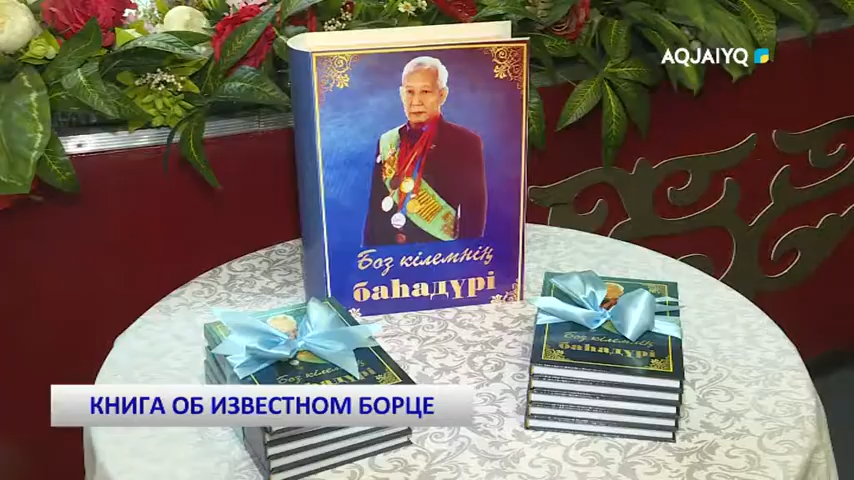 AQJAIYQ
Боз кілемнің
баһадүрі
Боз кілемнің
баһадүрі
Боз кілемнің
баһадүрі
КНИГА ОБ ИЗВЕСТНОМ БОРЦЕ